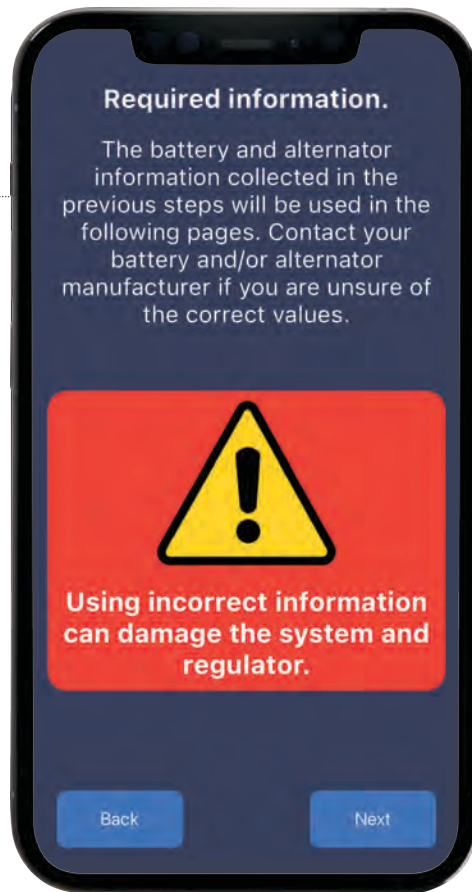 Required information.
The battery and alternator
information collected in the
previous steps will be used in the
following pages. Contact your
battery and/or alternator
manufacturer if you are unsure of
the correct values.
Using incorrect information
can damage the system and
regulator.
Back
Next